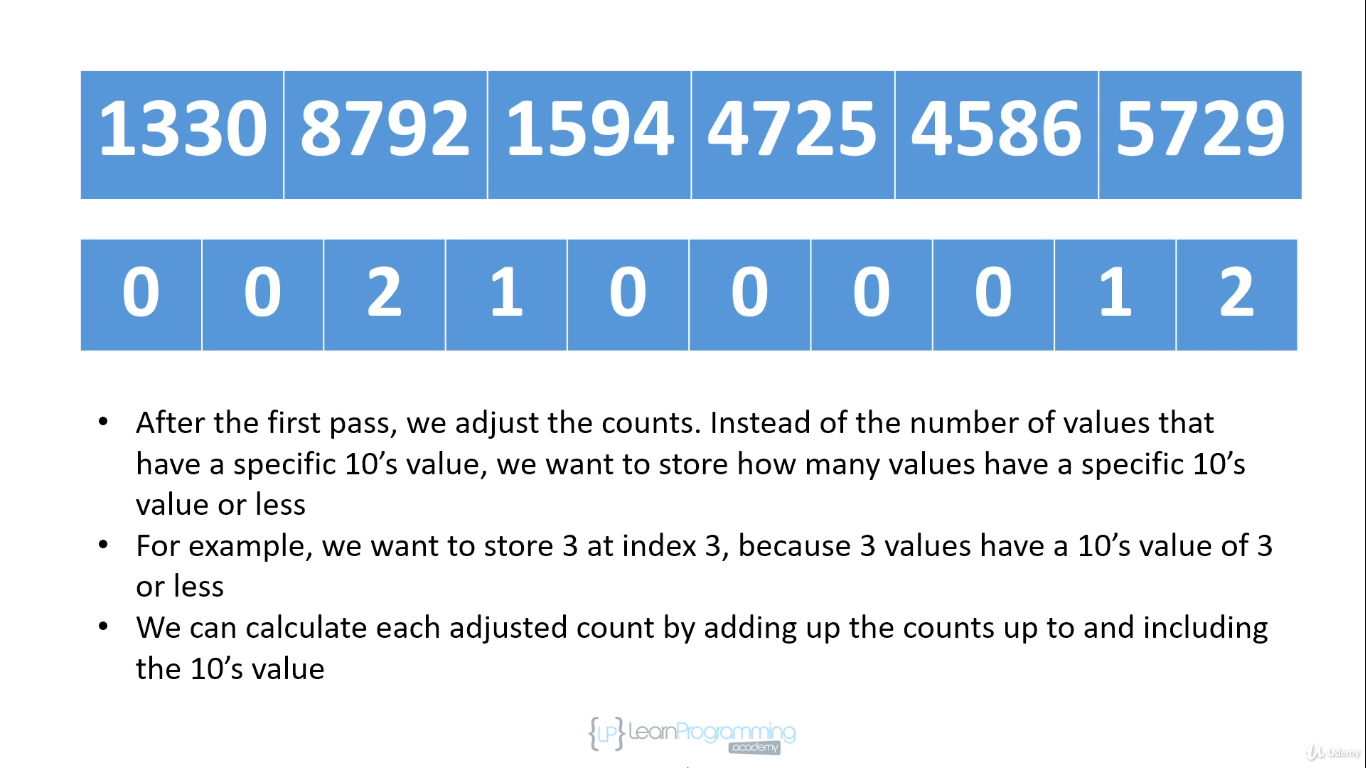 1330 8792 1594 4725 4586 5729
0 0 2 1 0 0 0 0 1 2
• After the first pass, we adjust the counts. Instead of the number of values that
have a specific 10’s value, we want to store how many values have a specific 10’s
value or less
• For example, we want to store 3 at index 3, because 3 values have a 10’s value of 3
or less
• We can calculate each adjusted count by adding up the counts up to and including
the 10’s value
{LP} LearnProgramming
.academy
Udemy